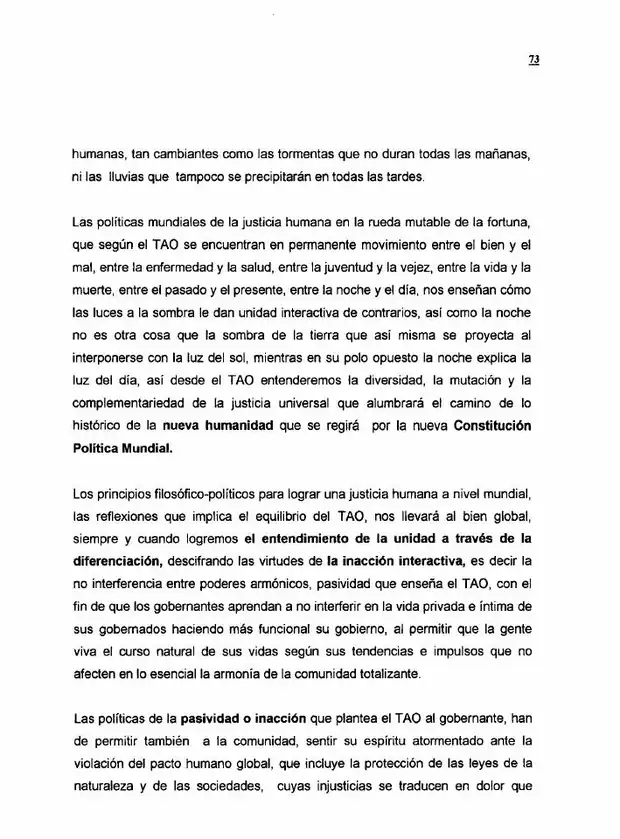 73
humanas, tan cambiantes como las tormentas que no duran todas las mañanas,
ni las lluvias que tampoco se precipitarán en todas las tardes.
Las políticas mundiales de la justicia humana en la rueda mutable de la fortuna,
que según el TAO se encuentran en permanente movimiento entre el bien y el
mal, entre la enfermedad y la salud, entre la juventud y la vejez, entre la vida y la
muerte, entre el pasado y el presente, entre la noche y el día, nos enseñan cómo
las luces a la sombra le dan unidad interactiva de contrarios, así como la noche
no es otra cosa que la sombra de la tierra que así misma se proyecta al
interponerse con la luz del sol, mientras en su polo opuesto la noche explica la
luz del día, así desde el TAO entenderemos la diversidad, la mutación y la
complementariedad de la justicia universal que alumbrará el camino de lo
histórico de la nueva humanidad que se regirá por la nueva Constitución
Política Mundial.
Los principios filosófico-políticos para lograr una justicia humana a nivel mundial,
las reflexiones que implica el equilibrio del TAO, nos llevará al bien global,
siempre y cuando logremos el entendimiento de la unidad a través de la
diferenciación, descifrando las virtudes de la inacción interactiva, es decir la
no interferencia entre poderes armónicos, pasividad que enseña el TAO, con el
fin de que los gobernantes aprendan a no interferir en la vida privada e íntima de
sus gobernados haciendo más funcional su gobierno, al permitir que la gente
viva el curso natural de sus vidas según sus tendencias e impulsos que no
afecten en lo esencial la armonía de la comunidad totalizante.
Las políticas de la pasividad o inacción que plantea el TAO al gobernante, han
de permitir también a la comunidad, sentir su espíritu atormentado ante la
violación del pacto humano global, que incluye la protección de las leyes de la
naturaleza y de las sociedades, cuyas injusticias se traducen en dolor que